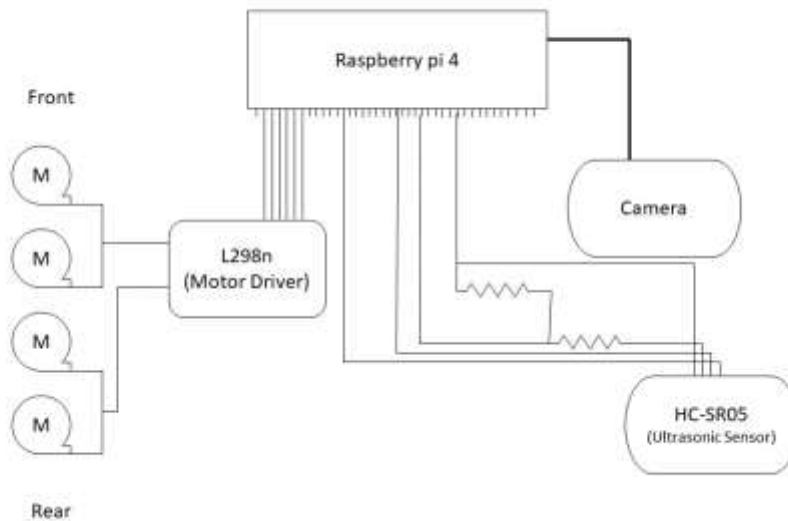 Raspberry pi 4
Front
M
Camera
M
L298n
(Motor Driver)
M
M
HC-SR05
(Ultrasonic Sensor)
Rear